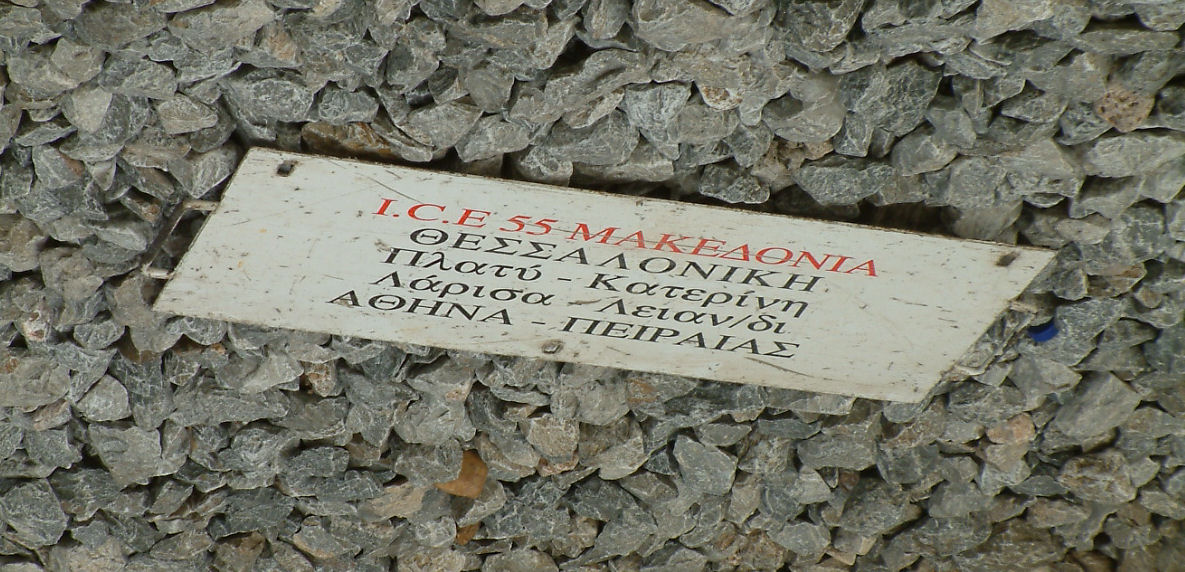 I.C.E 55 ΜΑΚΕΔΟΝΙΑ
ΘΕΣΣΑΛΟΝΙΚΗ
Πλατύ - Κατερίνη
Λάρισα - Λειαν/δι
ΑΘΗΝΑ - ΠΕΙΡΑΙΑΣ